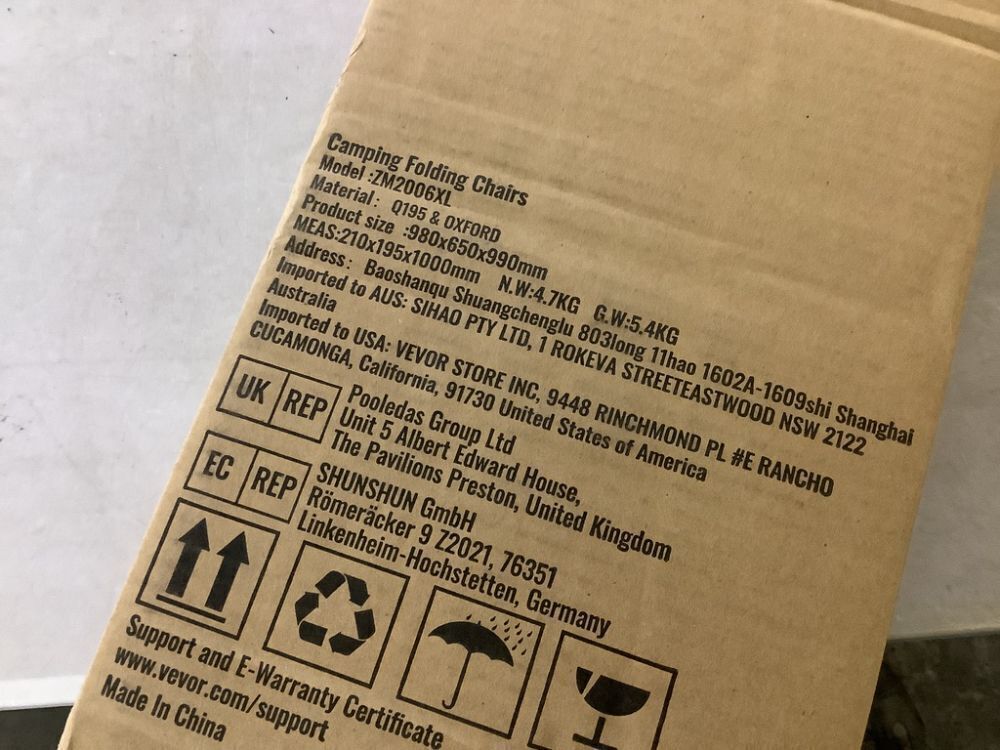 Camping Folding Chairs
Model :ZM2006XL
Material: Q195 & OXFORD
Product size :980x650x990mm
MEAS:210x195x1000mm N.W:4.7KG G.W:5.4KG
Address: Baoshanqu Shuangchenglu 803long 11hao 1602A-1609shi Shanghai
Imported to AUS: SIHAO PTY LTD, 1 ROKEVA STREETEASTWOOD NSW 2122
Australia
Imported to USA: VEVOR STORE INC, 9448 RINCHMOND PL #E RANCHO
CUCAMONGA, California, 91730 United States of America
UK REP
Pooledas Group Ltd
Unit 5 Albert Edward House,
The Pavilions Preston, United Kingdom
EC REP
SHUNSHUN GmbH
Römeräcker 9 Z2021, 76351
Linkenheim-Hochstetten, Germany
Support and E-Warranty Certificate
www.vevor.com/support
Made In China